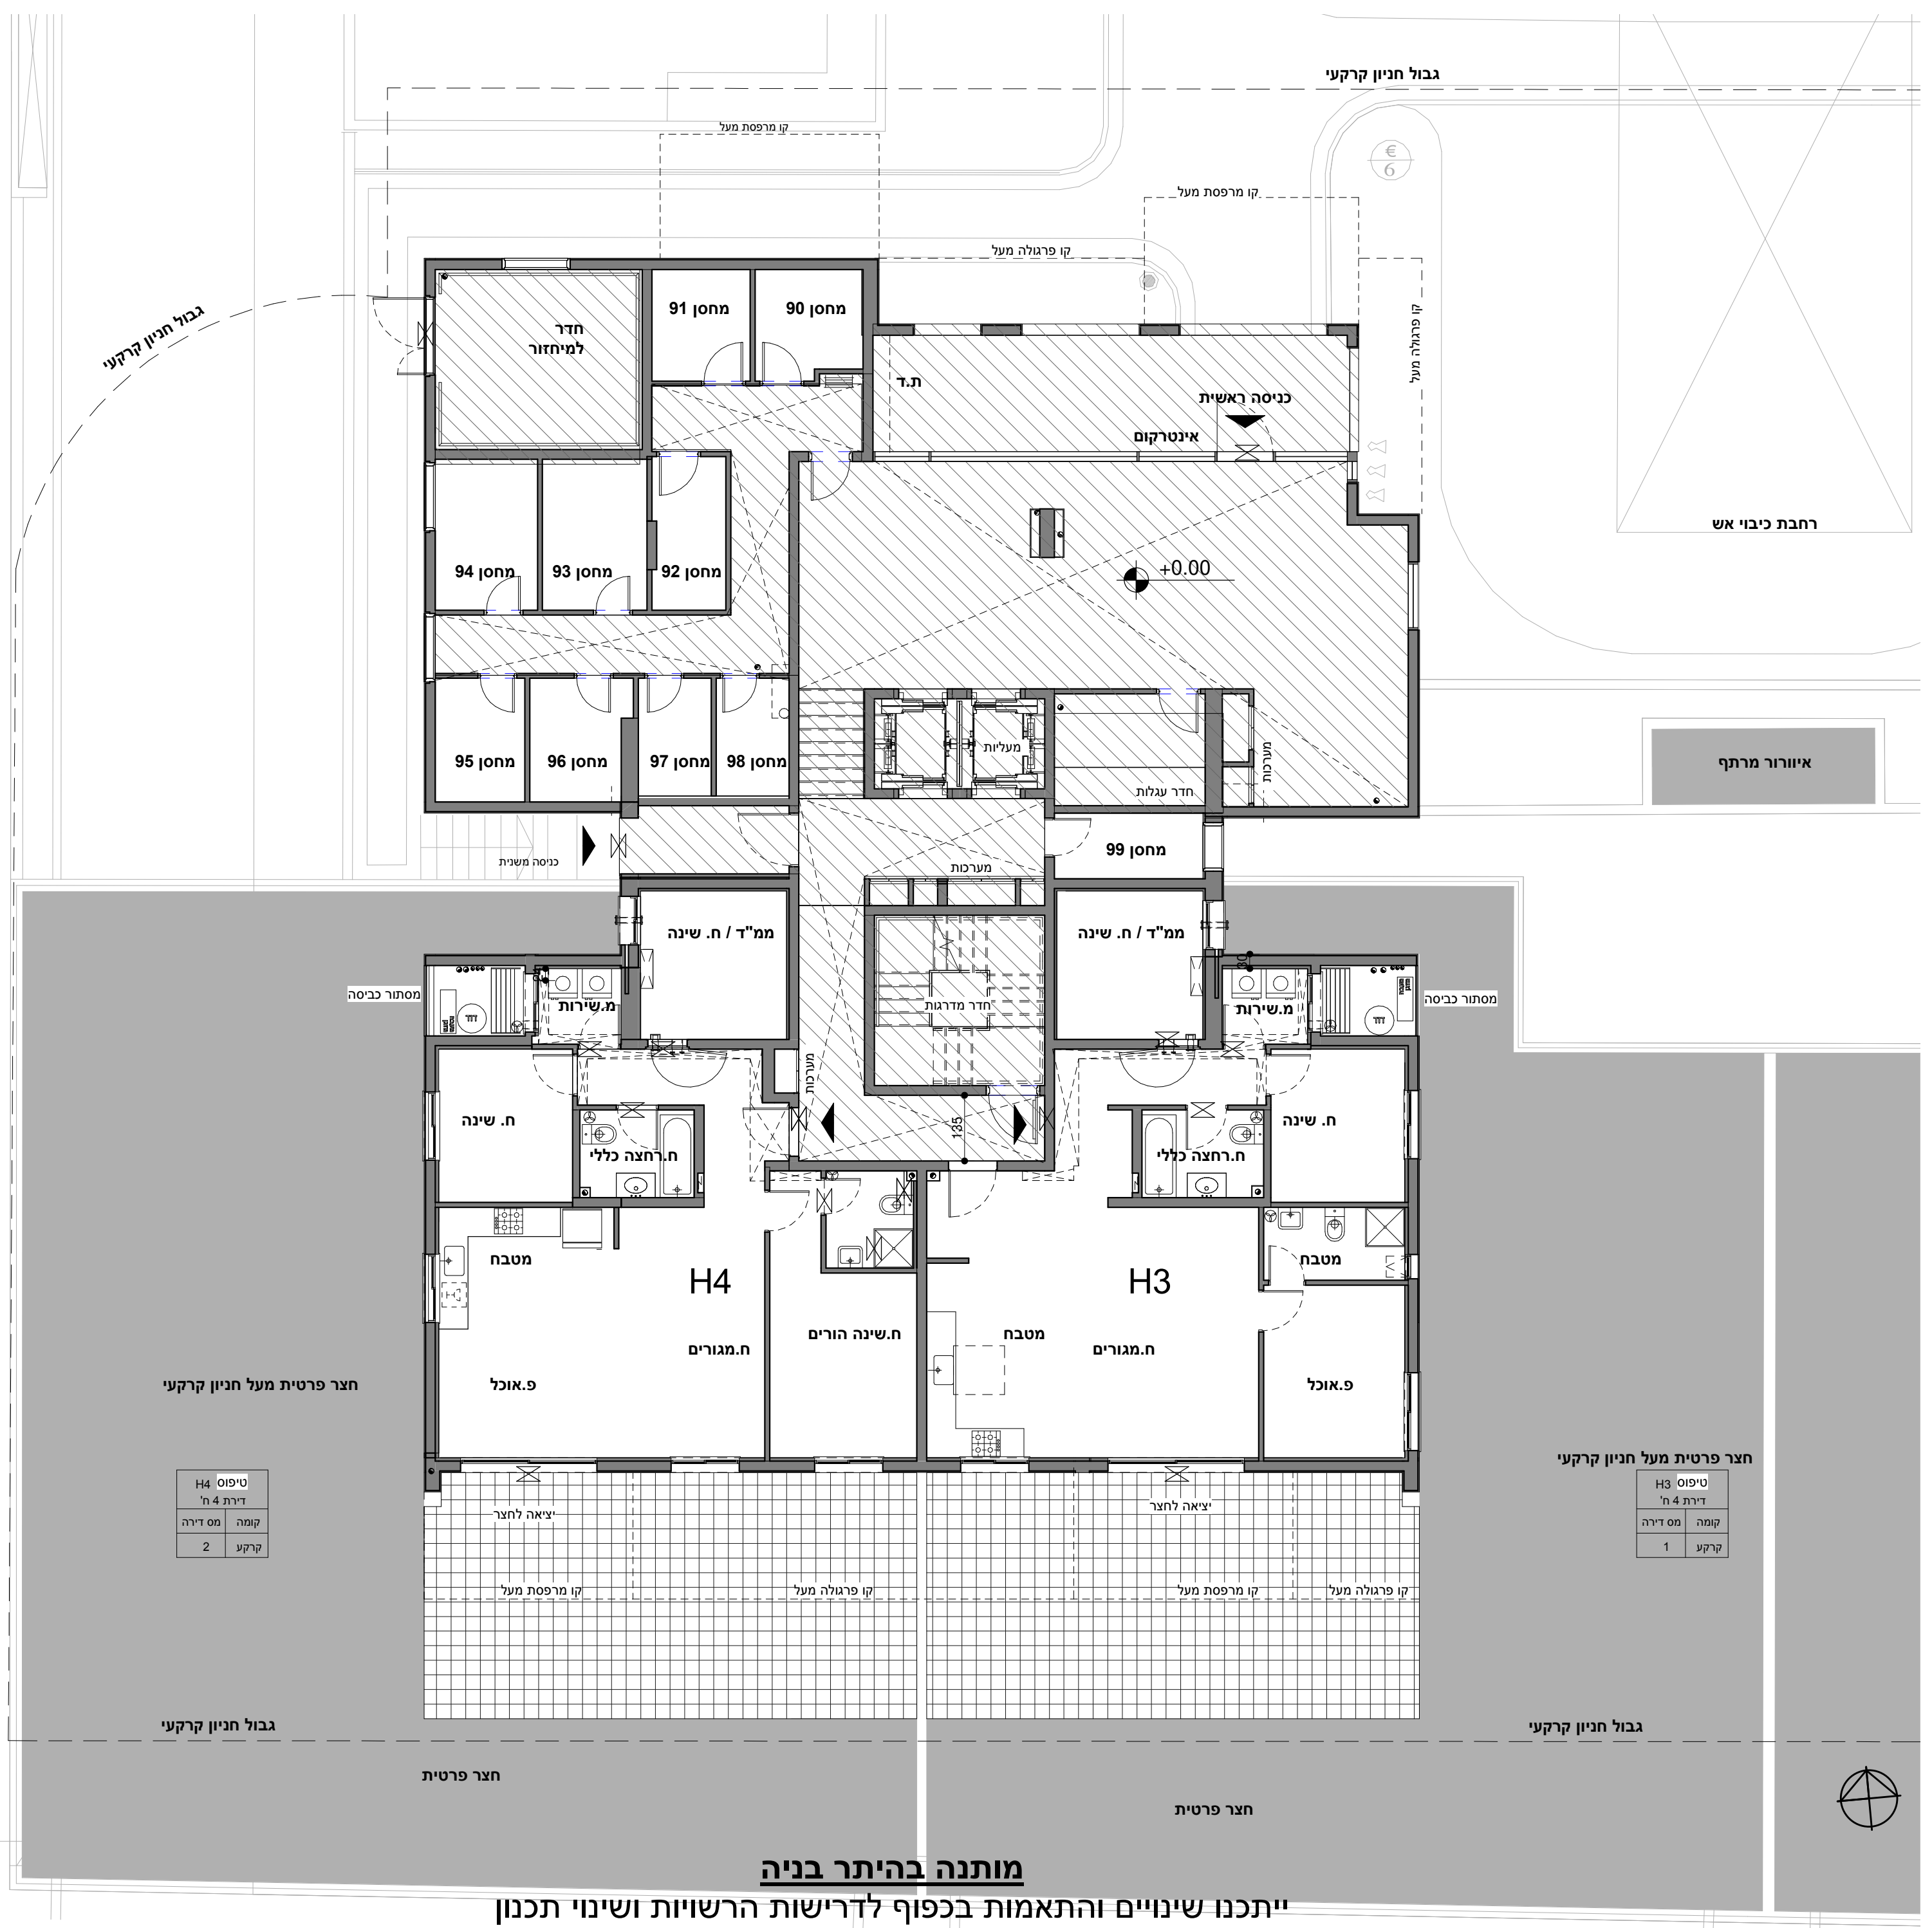 גבול חניון קרקעי
קו מרפסת מעל
€
6
קו מרפסת מעל
קו פרגולה מעל
גבול חניון קרקעי
קו פרגולה מעל
חדר
למיחזור
מחסן 91
מחסן 90
ת.ד
כניסה ראשית
אינטרקום
רחבת כיבוי אש
מחסן 94
מחסן 93
מחסן 92
+0.00
מחסן 95
מחסן 96
מחסן 97
מחסן 98
מעליות
חדר עגלות
מערכות
איוורור מרתף
כניסה משנית
מערכות
מחסן 99
ממ"ד / ח. שינה
ממ"ד / ח. שינה
מסתור כביסה
מ.שירות
חדר מדרגות
30
מ.שירות
מסתור כביסה
דוד
דוד
מערכות
ח. שינה
ח.רחצה כללי
135
ח.רחצה כללי
ח. שינה
מטבח
H4
H3
מטבח
ח.שינה הורים
מטבח
ח.מגורים
ח.מגורים
פ.אוכל
פ.אוכל
חצר פרטית מעל חניון קרקעי
חצר פרטית מעל חניון קרקעי
טיפוס H4
דירת 4 ח'
קומה מס דירה
קרקע 2
טיפוס H3
דירת 4 ח'
קומה מס דירה
קרקע 1
יציאה לחצר
יציאה לחצר
קו מרפסת מעל
קו פרגולה מעל
קו מרפסת מעל
קו פרגולה מעל
גבול חניון קרקעי
גבול חניון קרקעי
חצר פרטית
חצר פרטית
מותנה בהיתר בניה
ייתכנו שינויים והתאמות בכפוף לדרישות הרשויות ושינוי תכנון